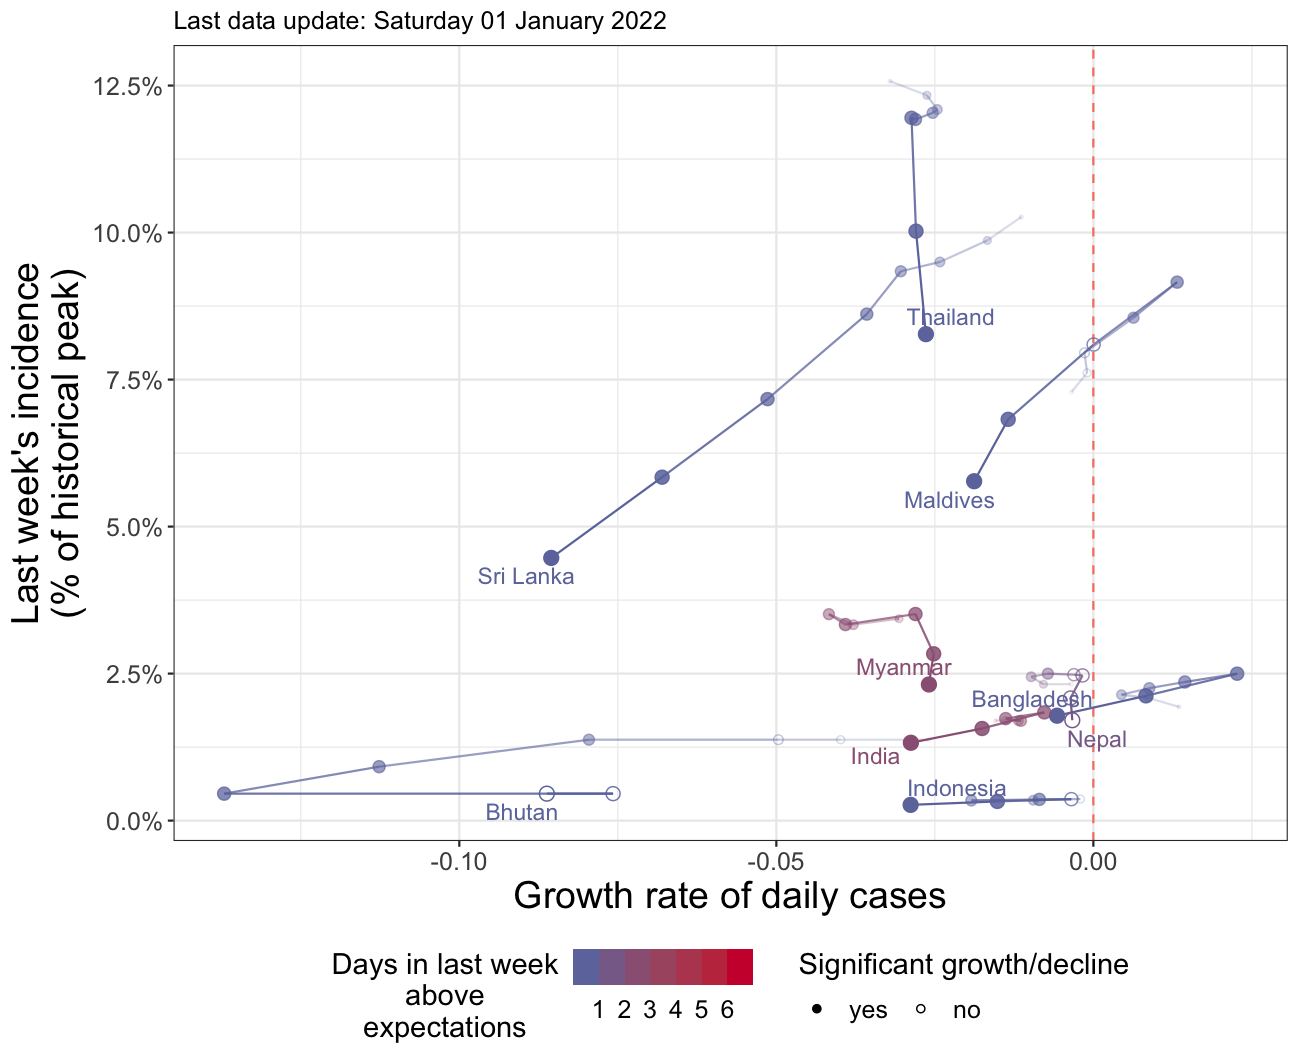 Last data update: Saturday 01 January 2022
Last week's incidence
(% of historical peak)
12.5%
10.0%
7.5%
5.0%
2.5%
0.0%
Thailand
Maldives
Sri Lanka
Myanmar
Bangladesh
Nepal
India
Indonesia
Bhutan
-0.10
-0.05
0.00
Growth rate of daily cases
Days in last week
above
expectations
1 2 3 4 5 6
Significant growth/decline
yes no